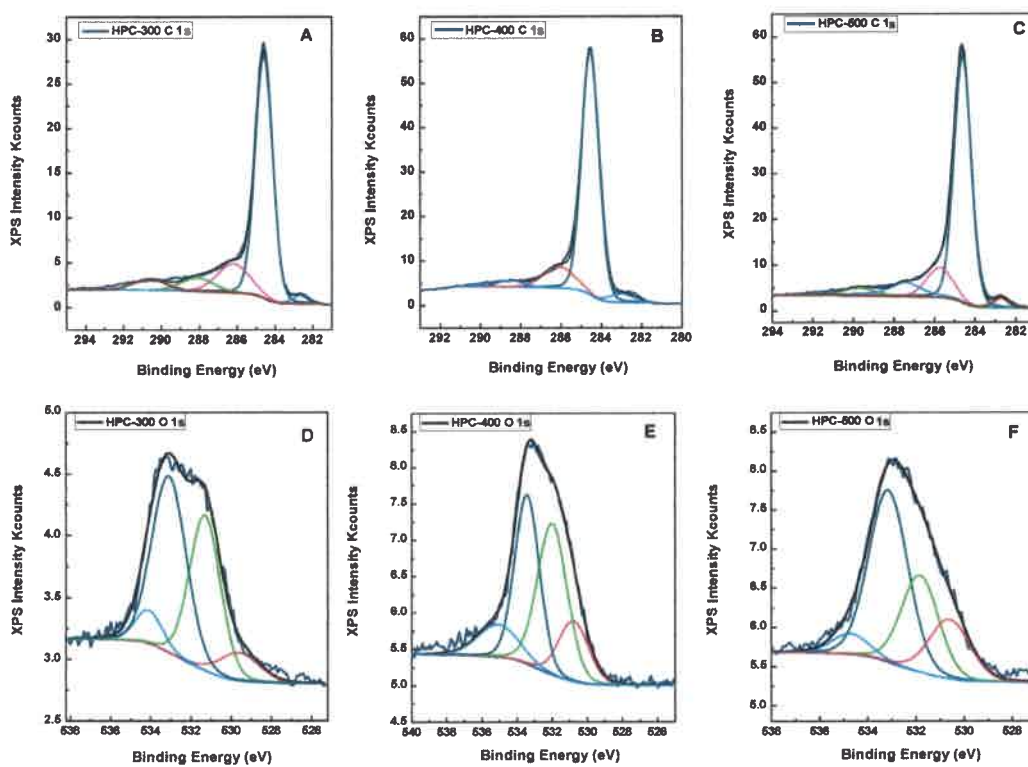 HPC-300 C 1s
A
XPS Intensity Kcounts
30
25
20
15
10
5
0
294 292 290 288 286 284 282
Binding Energy (eV)
HPC-400 C 1s
B
XPS Intensity Kcounts
60
50
40
30
20
10
0
292 290 288 286 284 282 280
Binding Energy (eV)
HPC-500 C 1s
C
XPS Intensity Kcounts
60
50
40
30
20
10
0
294 292 290 288 286 284 282
Binding Energy (eV)
HPC-300 O 1s
D
XPS Intensity Kcounts
5.0
4.5
4.0
3.5
3.0
2.5
538 536 534 532 530 528 526
Binding Energy (eV)
HPC-400 O 1s
E
XPS Intensity Kcounts
8.5
8.0
7.5
7.0
6.5
6.0
5.5
5.0
4.5
540 538 536 534 532 530 528 526
Binding Energy (eV)
HPC-500 O 1s
F
XPS Intensity Kcounts
8.5
8.0
7.5
7.0
6.5
6.0
5.5
5.0
538 536 534 532 530 528
Binding Energy (eV)